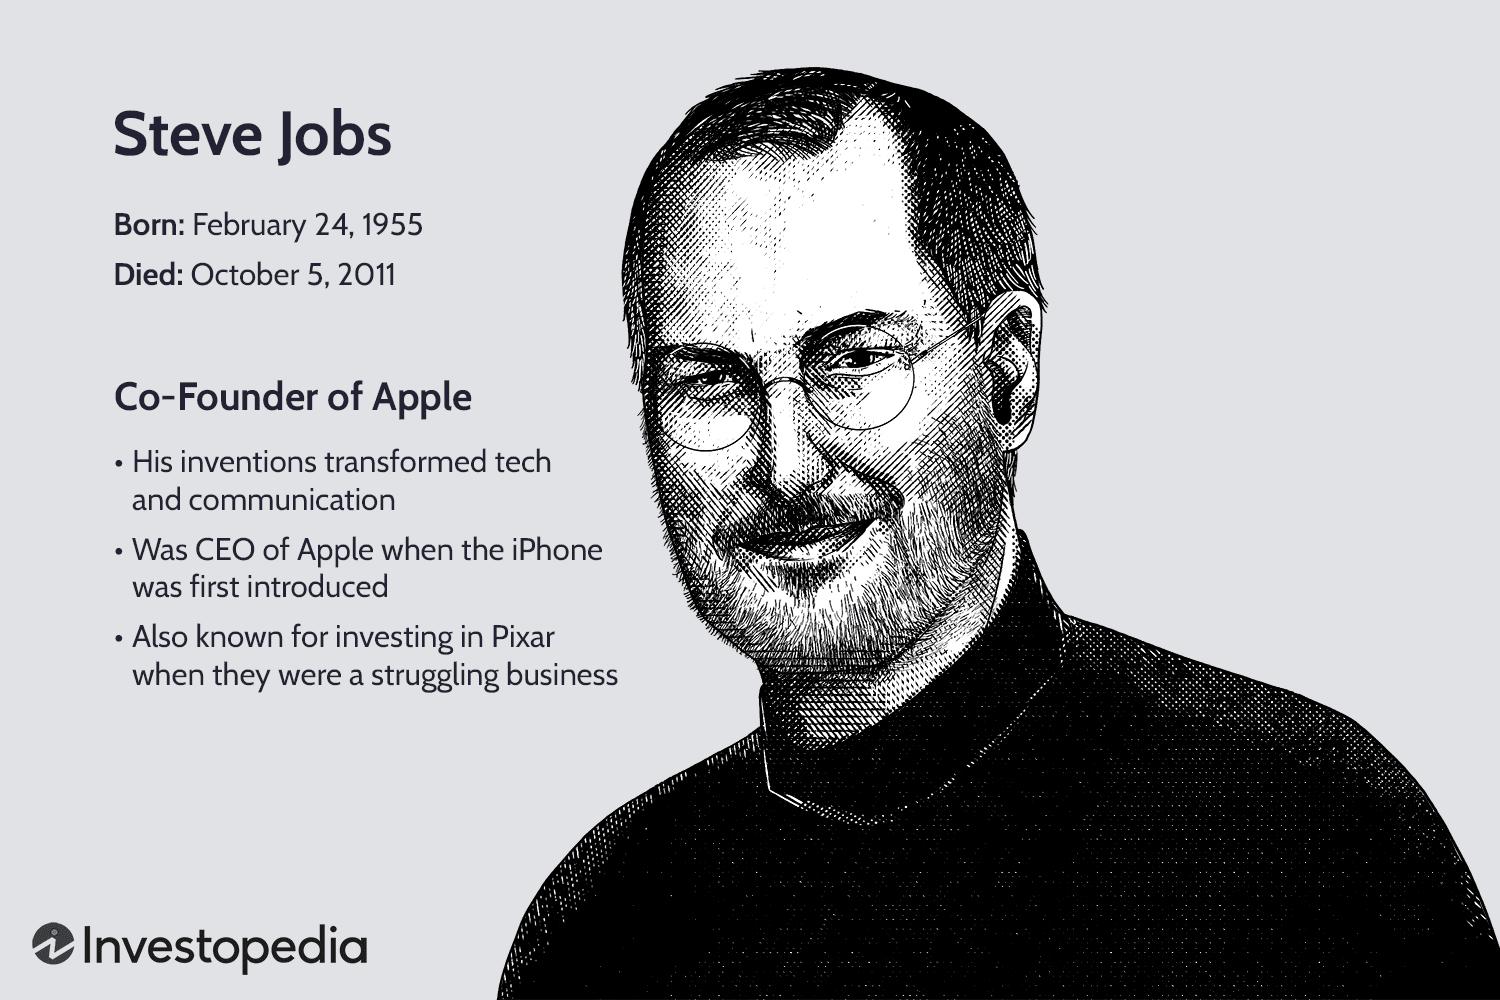 Steve Jobs
Born: February 24, 1955
Died: October 5, 2011
Co-Founder of Apple
• His inventions transformed tech
and communication
• Was CEO of Apple when the iPhone
was first introduced
• Also known for investing in Pixar
when they were a struggling business
Investopedia